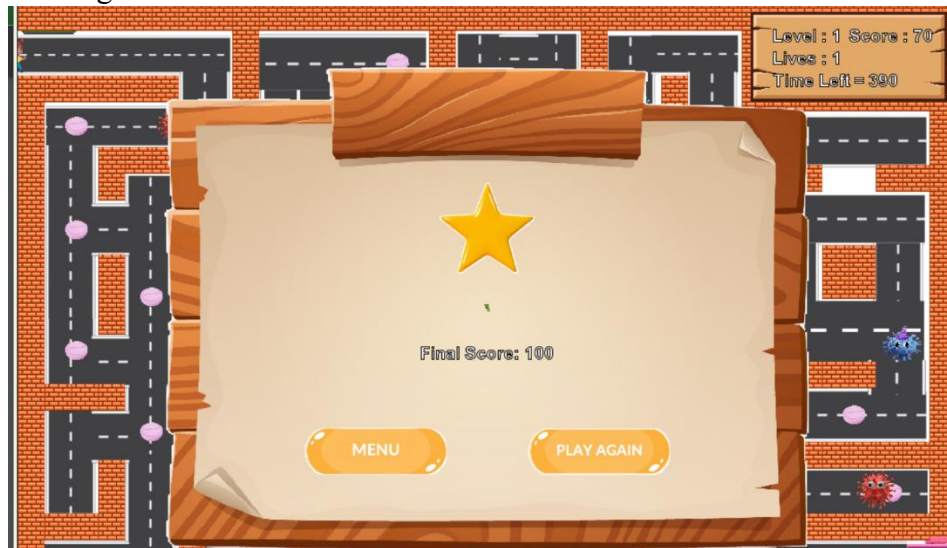 Level : 1 Score : 70
Lives : 1
Time Left = 390
Final Score: 100
MENU
PLAY AGAIN